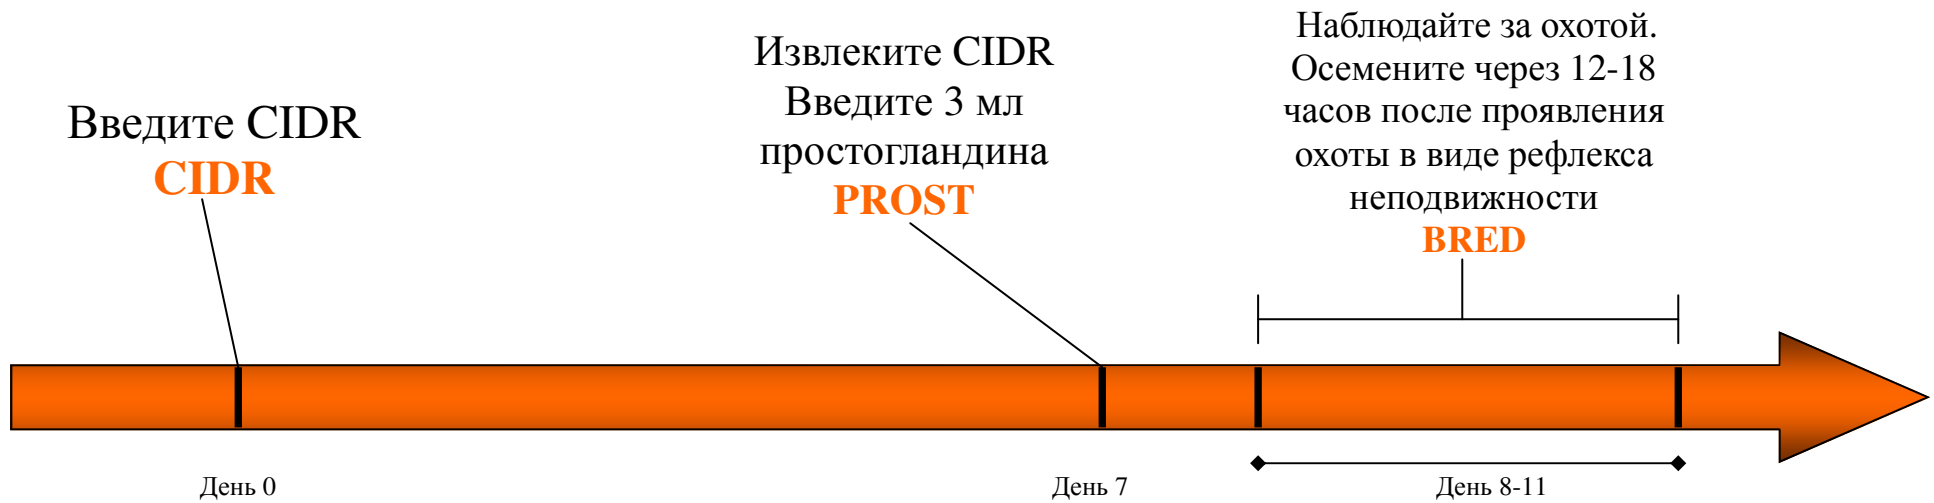 Введите CIDR
CIDR
Извлеките CIDR
Введите 3 мл
простогландина
PROST
Наблюдайте за охотой.
Осемените через 12-18
часов после проявления
охоты в виде рефлекса
неподвижности
BRED
День 0
День 7
День 8-11